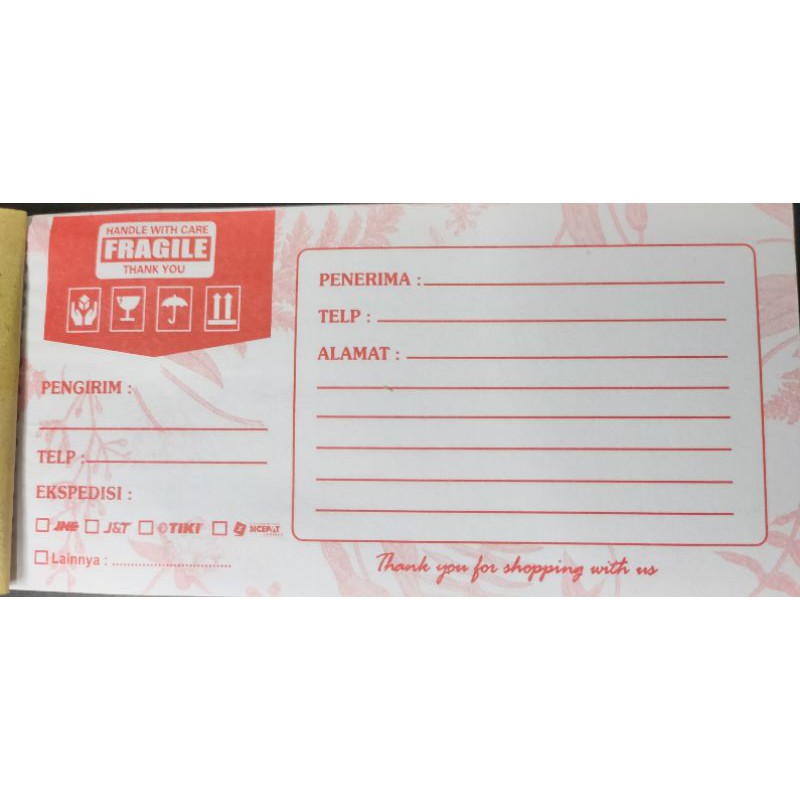 HANDLE WITH CARE
FRAGILE
THANK YOU
PENGIRIM :
TELP :
EKSPEDISI :
JNE J&T TIKI SICEPAT
Lainnya : ..............................
PENERIMA :
TELP :
ALAMAT :
Thank you for shopping with us